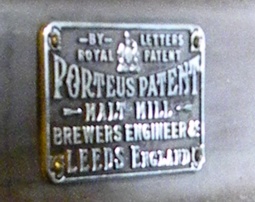 BY LETTERS
ROYAL PATENT
PORTEUS PATENT
MALT MILL
BREWERS ENGINEER &c
LEEDS ENGLAND